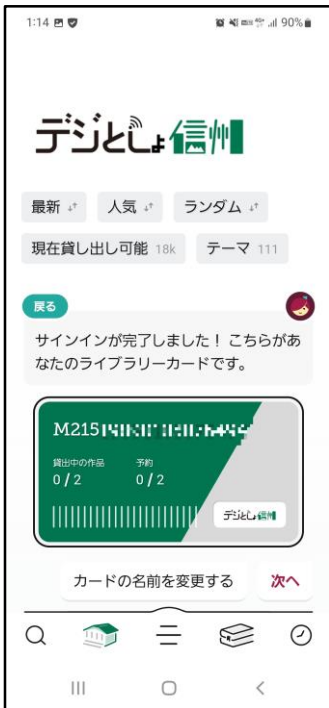 1:14
90%
デジとしょ信州
最新
人気
ランダム
現在貸し出し可能 18k
テーマ 111
戻る
サインインが完了しました！ こちらがあ
なたのライブラリーカードです。
M215
貸出中の作品 予約
0 / 2 0 / 2
デジとしょ信州
カードの名前を変更する 次へ